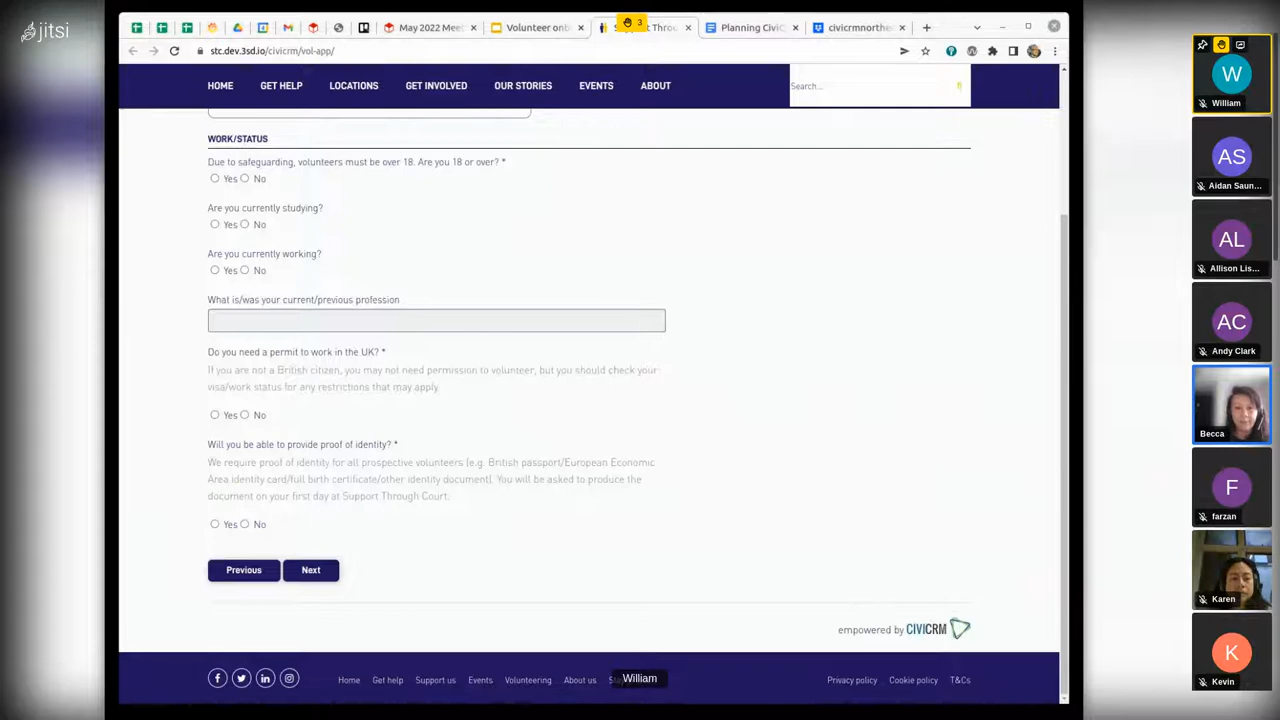 jitsi
3
May 2022 Meet
Volunteer onb
Planning CiviC
civicrmnorthe
stc.dev.3sd.io/civicrm/vol-app/
HOME GET HELP LOCATIONS GET INVOLVED OUR STORIES EVENTS ABOUT
Search...
WORK/STATUS
Due to safeguarding, volunteers must be over 18. Are you 18 or over? *
Yes No
Are you currently studying?
Yes No
Are you currently working?
Yes No
What is/was your current/previous profession
Do you need a permit to work in the UK? *
If you are not a British citizen, you may not need permission to volunteer, but you should check your
visa/work status for any restrictions that may apply.
Yes No
Will you be able to provide proof of identity? *
We require proof of identity for all prospective volunteers (e.g. British passport/European Economic
Area identity card/full birth certificate/other identity document). You will be asked to produce the
document on your first day at Support Through Court.
Yes No
Previous Next
empowered by CIVICRM
Home Get help Support us Events Volunteering About us
William
Privacy policy Cookie policy T&Cs
W
William
AS
Aidan Saun...
AL
Allison Lis...
AC
Andy Clark
Becca
F
farzan
Karen
K
Kevin